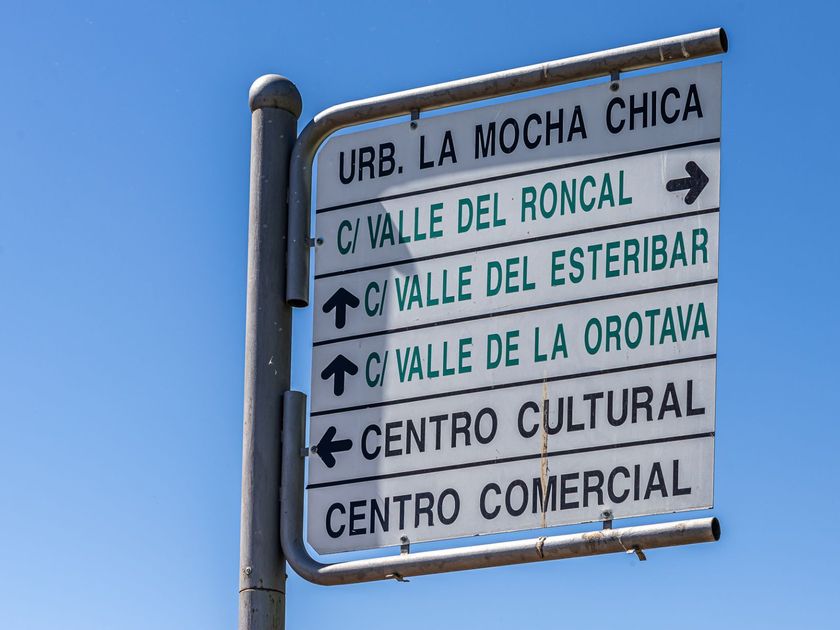 URB. LA MOCHA CHICA
C/ VALLE DEL RONCAL
C/ VALLE DEL ESTERIBAR
C/ VALLE DE LA OROTAVA
CENTRO CULTURAL
CENTRO COMERCIAL